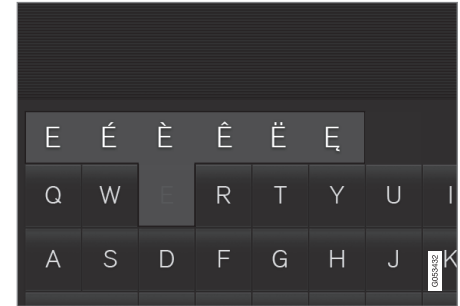 E É È Ê Ë Ę
Q W E R T Y U I
A S D F G H J K
G053432